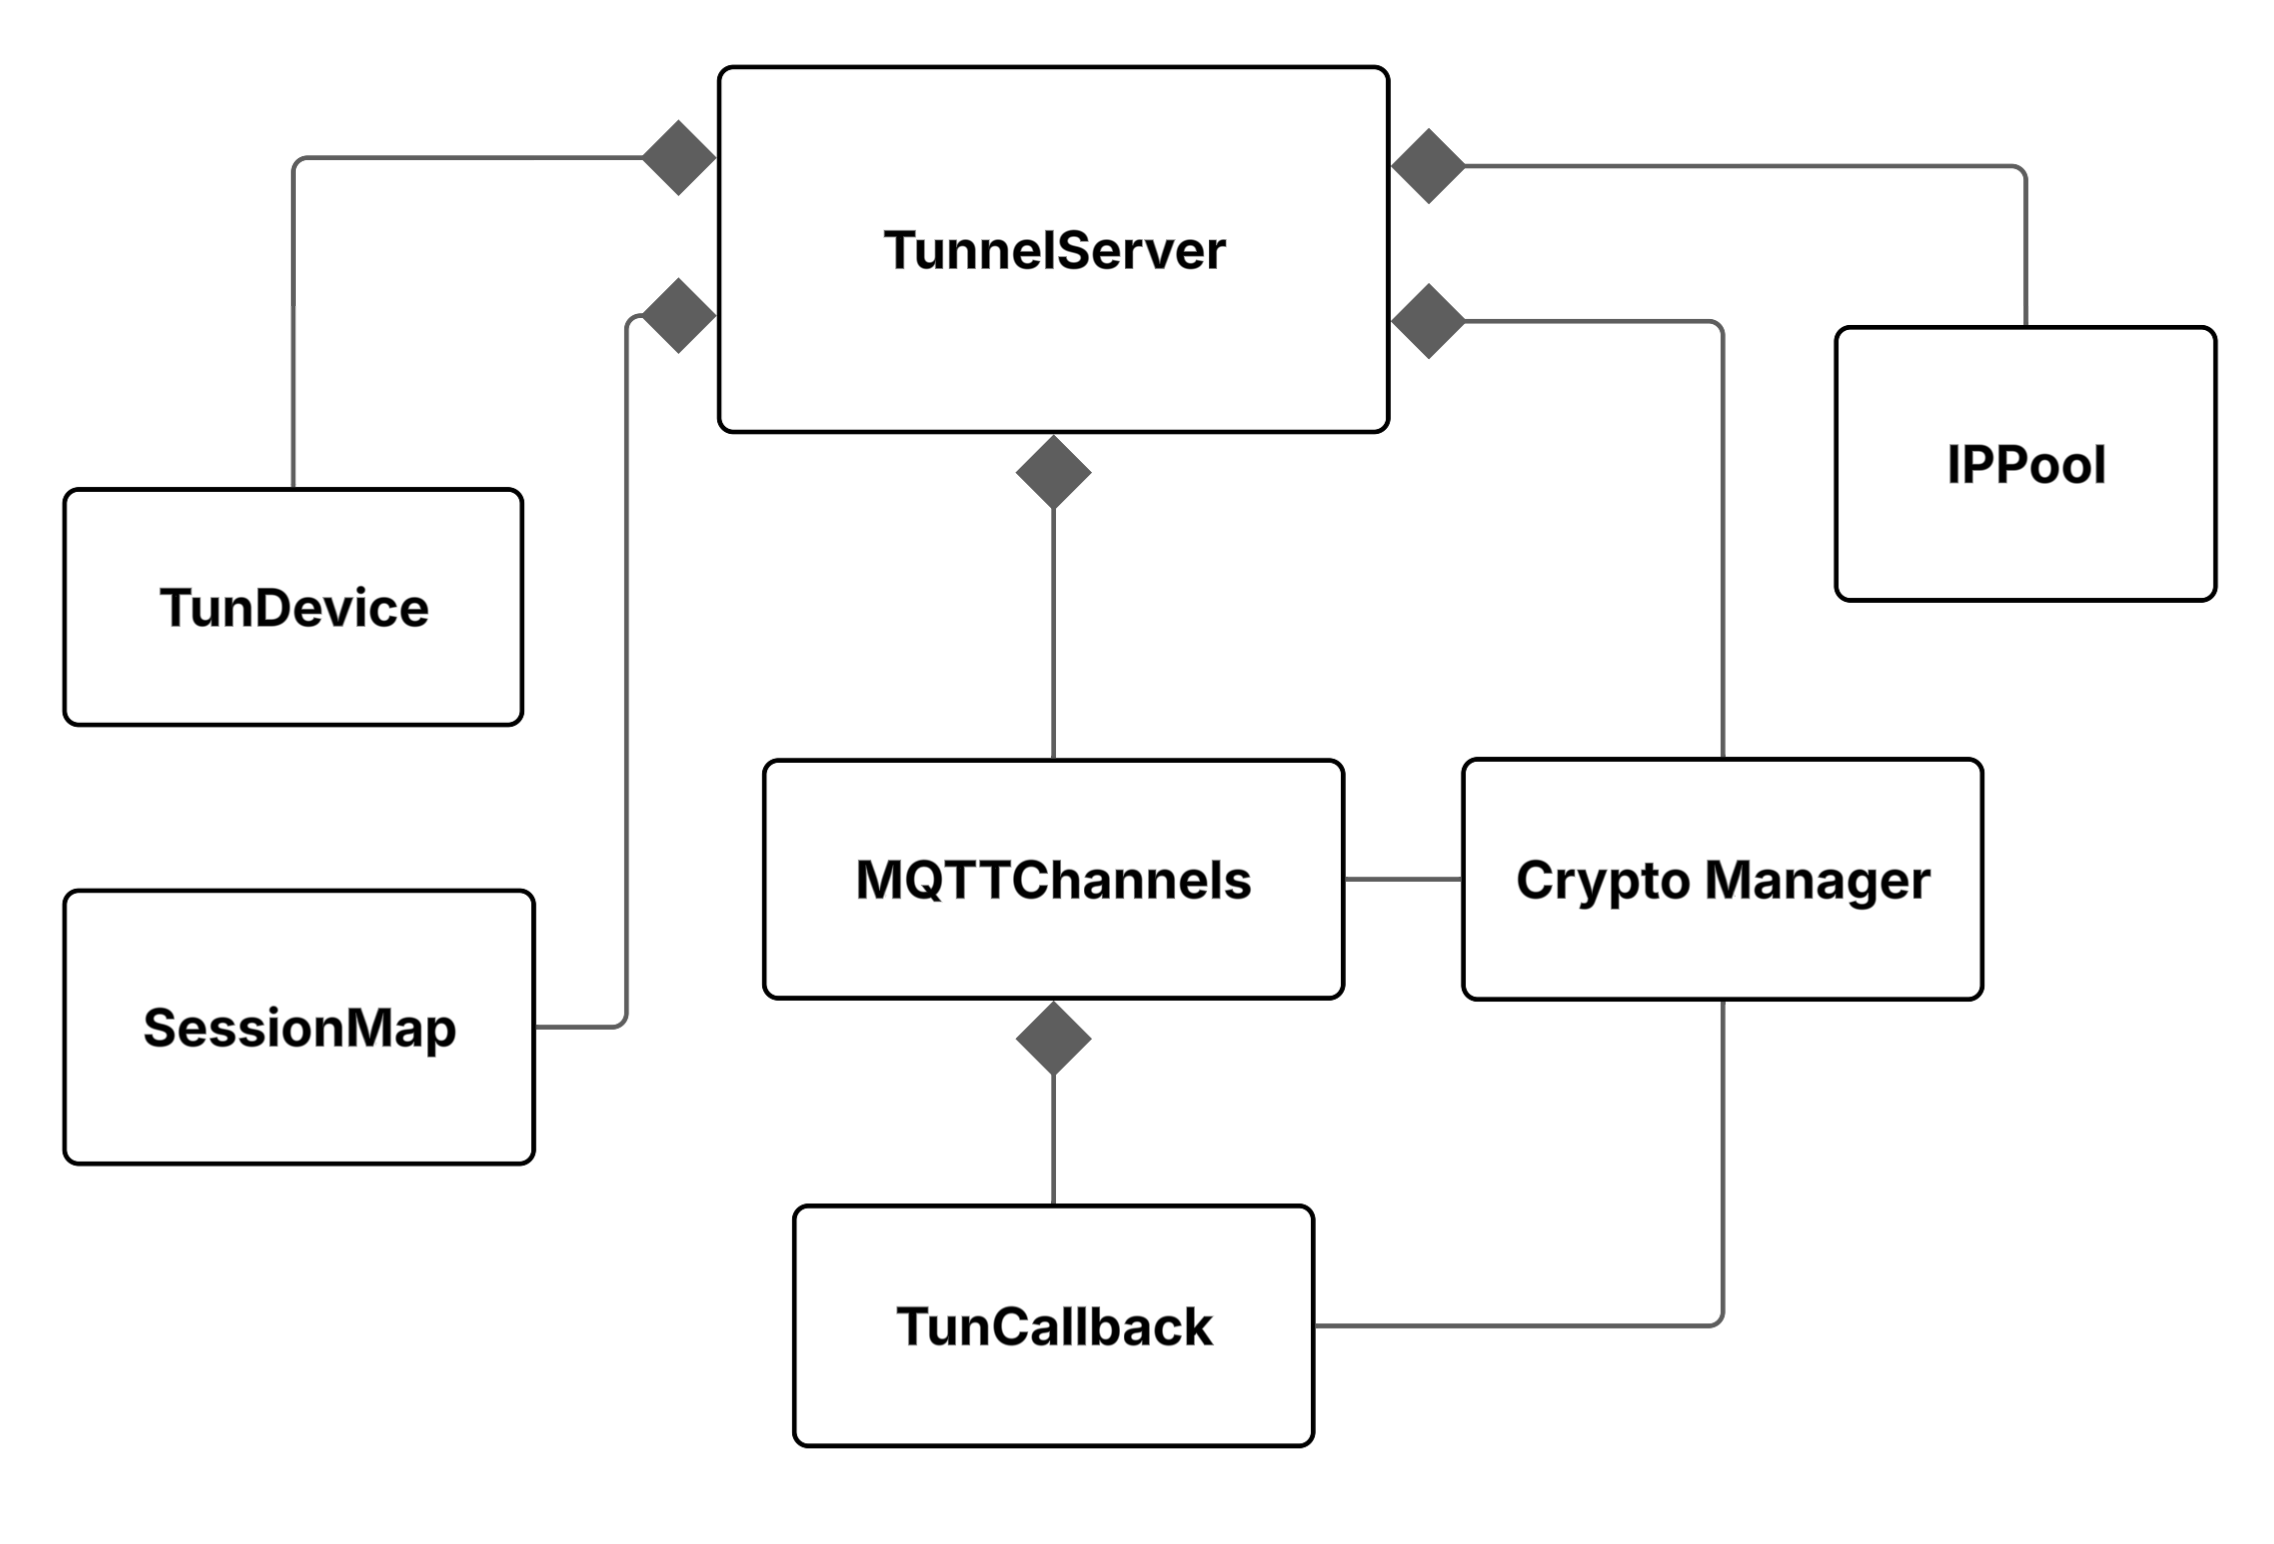 TunnelServer
IPPool
TunDevice
MQTTChannels
Crypto Manager
SessionMap
TunCallback